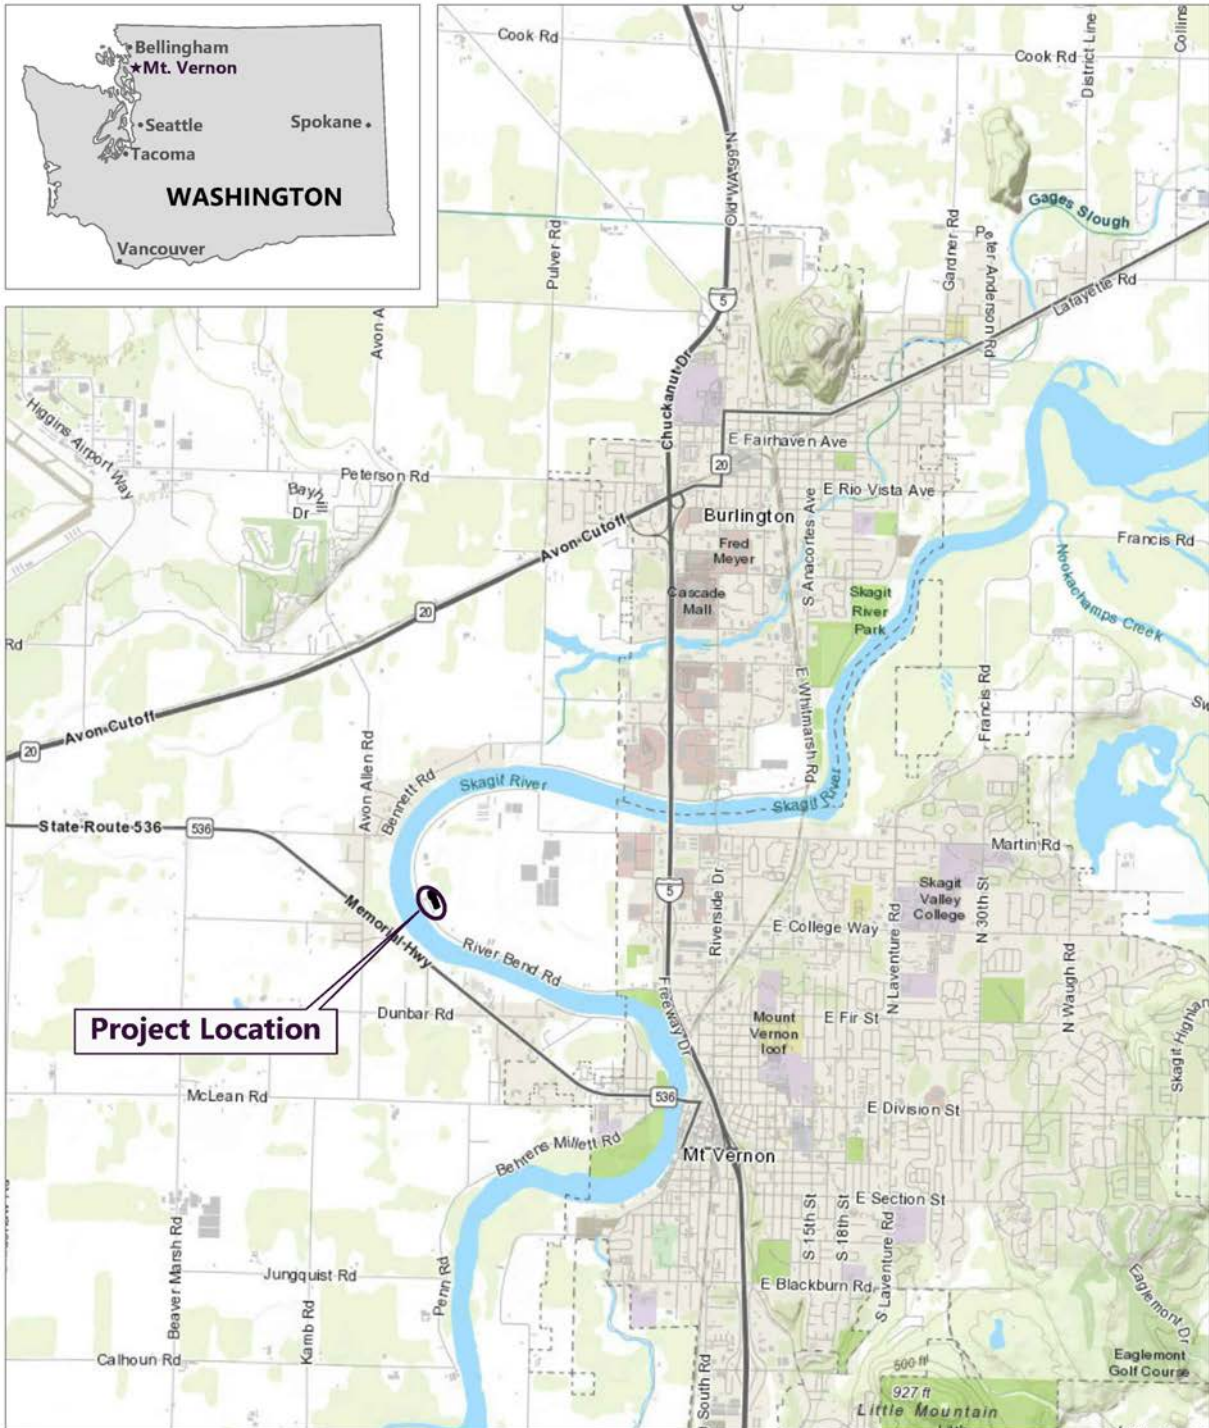 Bellingham
Mt. Vernon
Seattle
Spokane
Tacoma
WASHINGTON
Vancouver
Cook Rd
Cook Rd
District Line
Collins
Old WA-99 N
Gages Slough
Pulver Rd
Gardner Rd
Peter Anderson Rd
Lafayette Rd
5
Avon A
Chuckanut Dr
Higgins Airport Way
E Fairhaven Ave
Peterson Rd
20
Bayhill
Dr
E Rio Vista Ave
Avon-Cutoff
Burlington
S Anacortes Ave
Fred
Meyer
Francis Rd
Cascade
Mall
Skagit
River
Park
Nookachamps Creek
20
Rd
E Whitmarsh Rd
Francis Rd
Sw
Avon-Cutoff
20
Avon Allen Rd
Bennett Rd
Skagit River
Skagit River
State Route 536
536
Martin Rd
5
Riverside Dr
Skagit
Valley
College
N 30th St
Memorial Hwy
E College Way
N Laventure Rd
River Bend Rd
N Waugh Rd
Freeway Dr
Project Location
Dunbar Rd
Mount
Vernon
loof
E Fir St
Skagit Highlan
McLean Rd
536
E Division St
Behrens Millett Rd
Mt Vernon
E Section St
S 15th St
S 18th St
S Laventure Rd
Beaver Marsh Rd
Penn Rd
Jungquist Rd
E Blackburn Rd
Eaglemont Dr
Kamb Rd
Calhoun Rd
South Rd
500 ft
Eaglemont
Golf Course
927 ft
Little Mountain